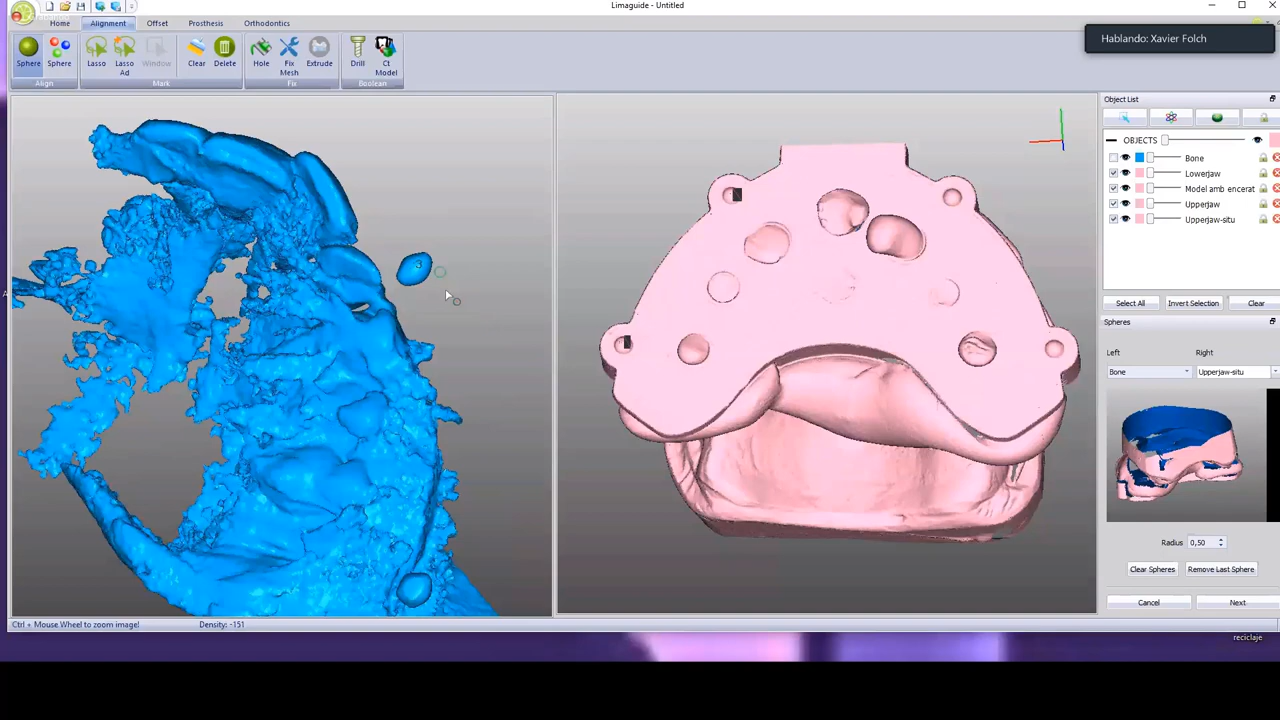 Limaguide - Untitled
Home Alignment Offset Prosthesis Orthodontics
Hablando: Xavier Folch
Sphere Sphere Lasso Lasso Ad Window Clear Delete Hole Fix Mesh Extrude Drill Ct Model
Align Mark Fix Boolean
Object List
OBJECTS
Bone
Lowerjaw
Model amb encerat
Upperjaw
Upperjaw-situ
Select All Invert Selection Clear
Spheres
Left Right
Bone Upperjaw-situ
Radius 0,50
Clear Spheres Remove Last Sphere
Cancel Next
Ctrl + Mouse.Wheel to zoom image! Density: -151
reciclaje